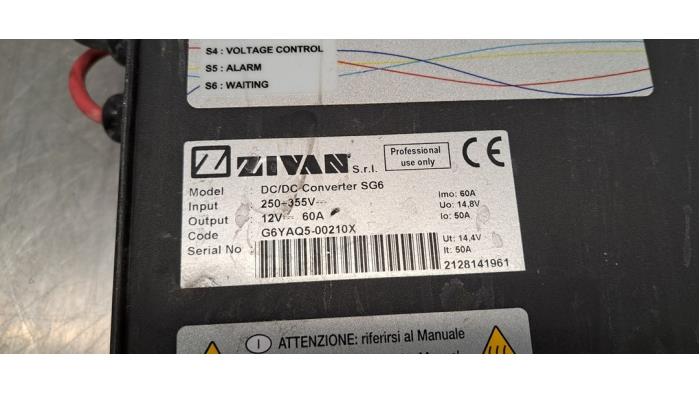 S4 : VOLTAGE CONTROL
S5 : ALARM
S6 : WAITING
ZIVAN S.r.l.
Professional
use only
CE
Model DC/DC Converter SG6
Input 250÷355V⎓
Output 12V⎓ 60A
Code G6YAQ5-00210X
Serial No
Imo: 60A
Uo: 14,8V
Io: 50A
Ut: 14,4V
It: 50A
2128141961
I ATTENZIONE: riferirsi al Manuale